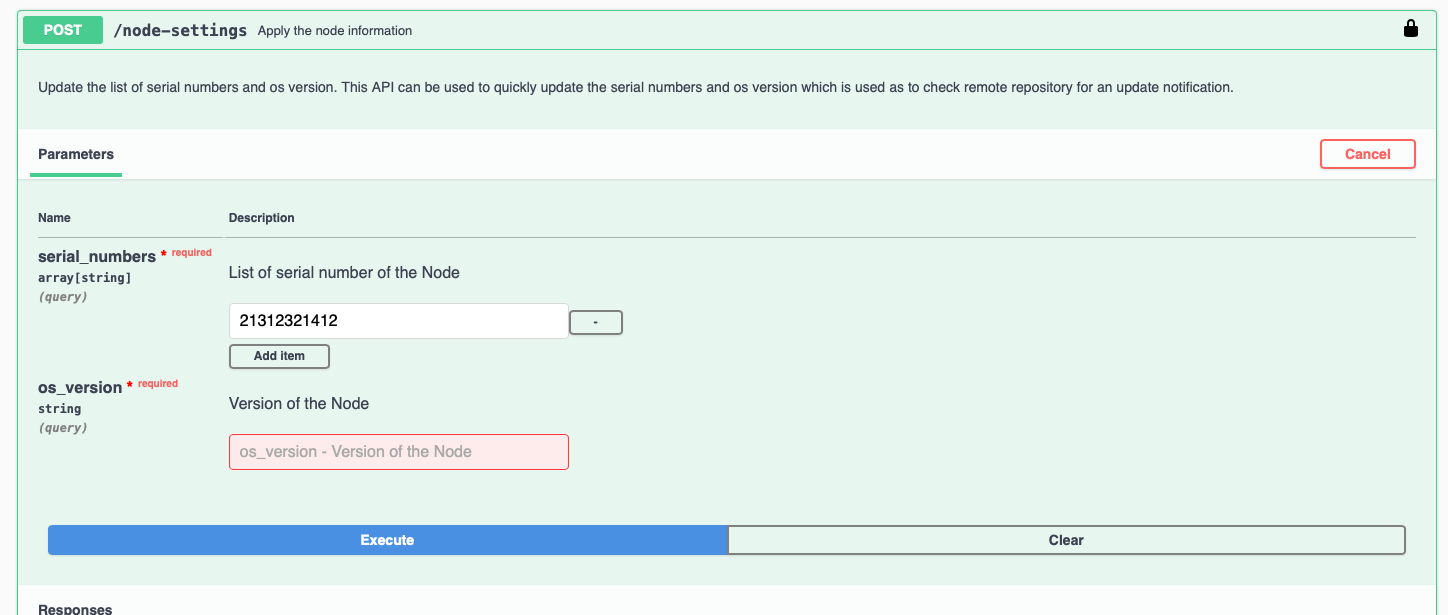 POST /node-settings Apply the node information
Update the list of serial numbers and os version. This API can be used to quickly update the serial numbers and os version which is used as to check remote repository for an update notification.
Parameters
Cancel
Name Description
serial_numbers * required
array[string]
(query)
List of serial number of the Node
21312321412
-
Add item
os_version * required
string
(query)
Version of the Node
os_version - Version of the Node
Execute Clear
Responses